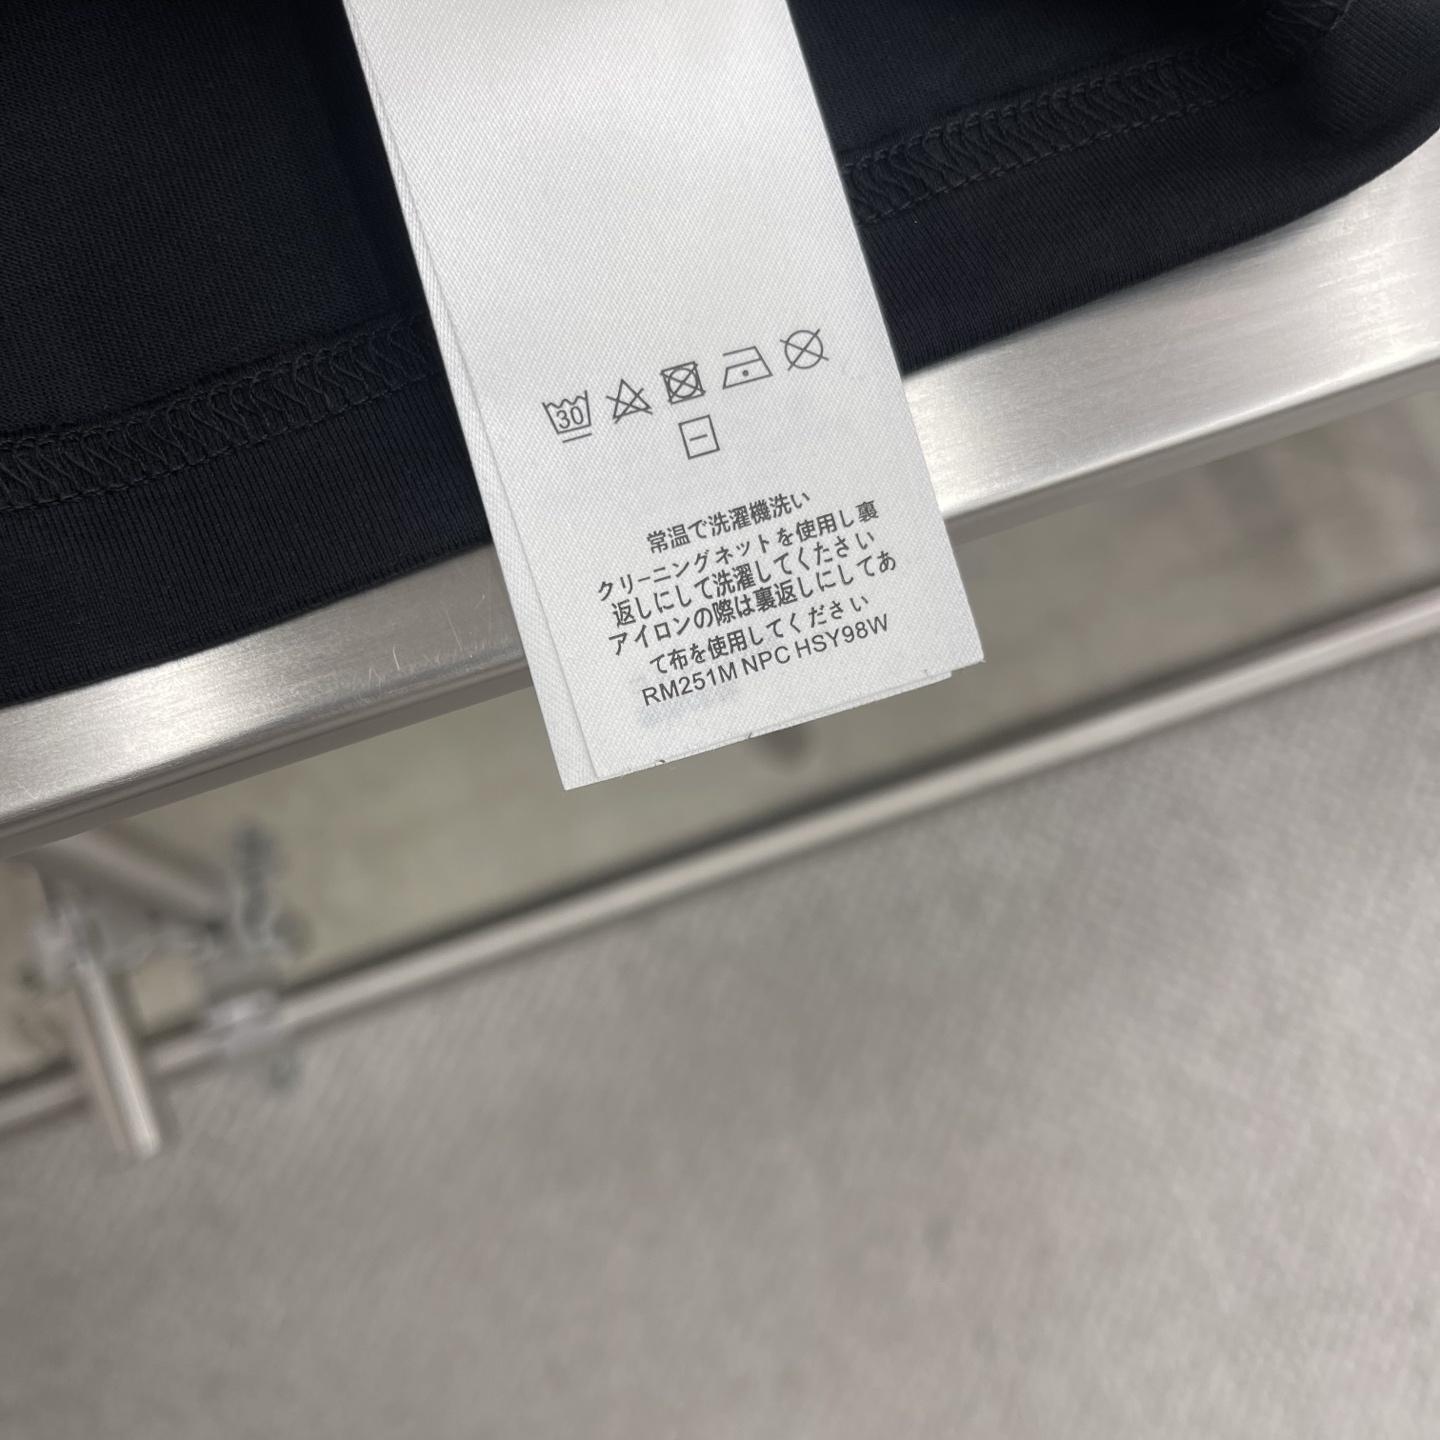 30
常温で洗濯機洗い
クリーニングネットを使用し裏
返しにして洗濯してくたさい
アイロンの際は裏返しにしてあ
て布を使用してください
RM251M NPC HSY98W